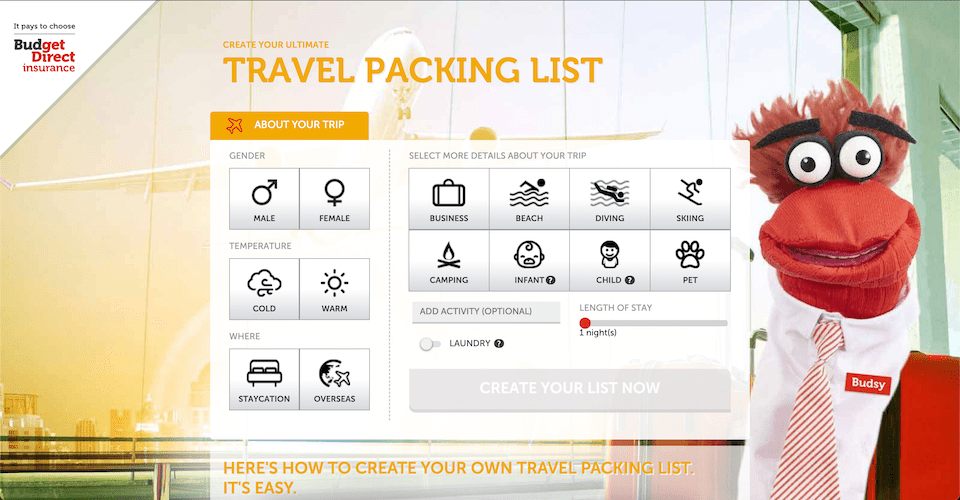 It pays to choose
Budget
Direct
insurance
CREATE YOUR ULTIMATE
TRAVEL PACKING LIST
ABOUT YOUR TRIP
GENDER
MALE
FEMALE
TEMPERATURE
COLD
WARM
WHERE
STAYCATION
OVERSEAS
SELECT MORE DETAILS ABOUT YOUR TRIP
BUSINESS
BEACH
DIVING
SKIING
CAMPING
INFANT ?
CHILD ?
PET
ADD ACTIVITY (OPTIONAL)
LAUNDRY ?
LENGTH OF STAY
1 night(s)
CREATE YOUR LIST NOW
Budsy
HERE'S HOW TO CREATE YOUR OWN TRAVEL PACKING LIST.
IT'S EASY.